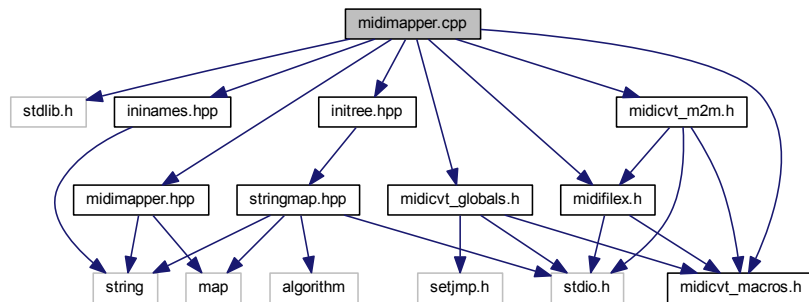 midimapper.cpp
stdlib.h
ininames.hpp
initree.hpp
midicvt_m2m.h
midimapper.hpp
stringmap.hpp
midicvt_globals.h
midifilex.h
string
map
algorithm
setjmp.h
stdio.h
midicvt_macros.h